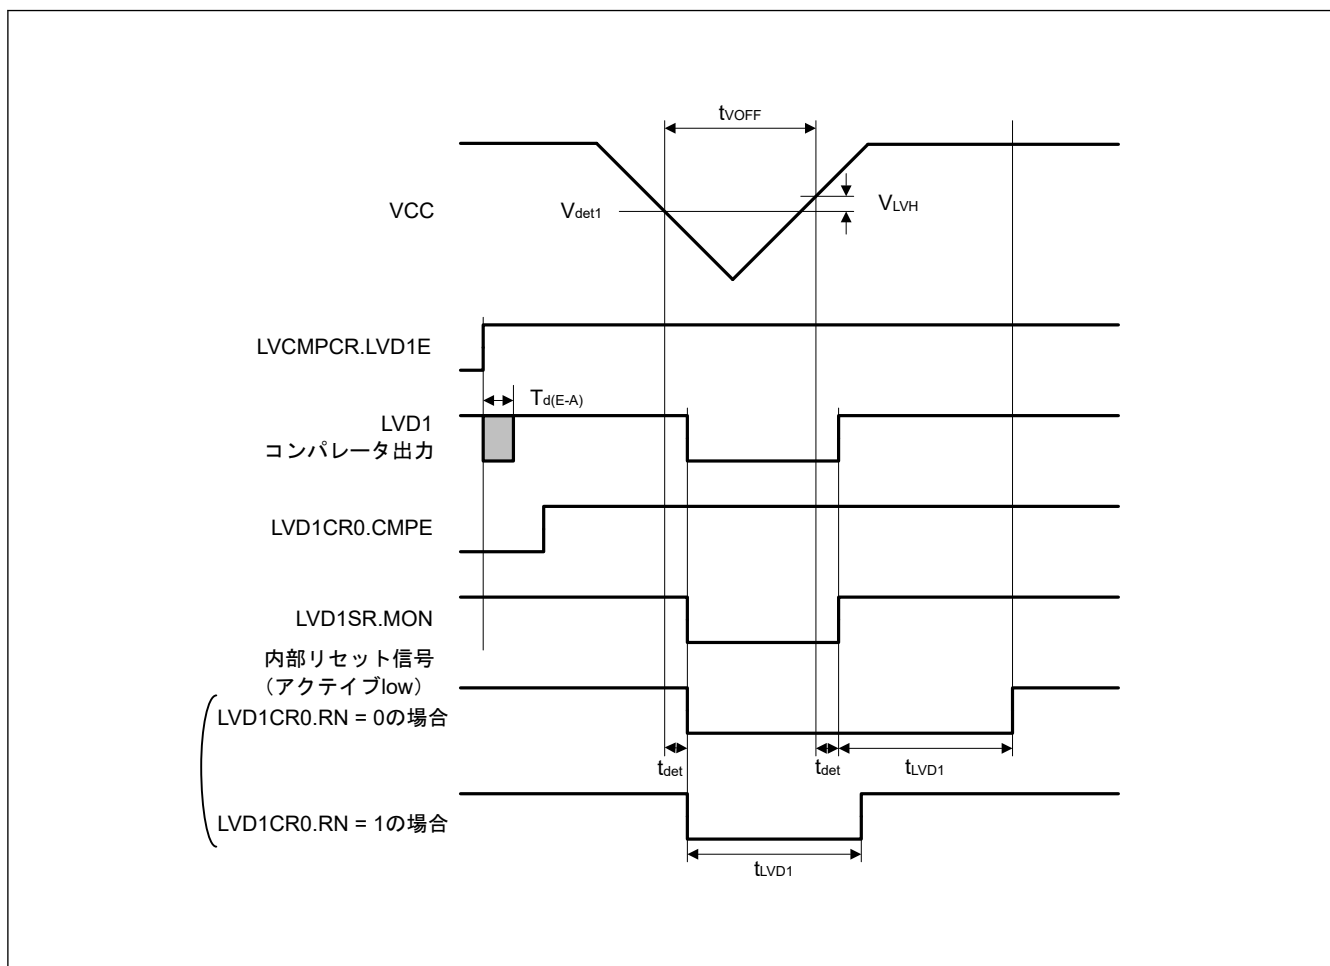 tVOFF
VCC
Vdet1
VLVH
LVCMPCR.LVD1E
Td(E-A)
LVD1
コンパレータ出力
LVD1CR0.CMPE
LVD1SR.MON
内部リセット信号
（アクテイブlow）
LVD1CR0.RN = 0の場合
tdet
tdet
tLVD1
LVD1CR0.RN = 1の場合
tLVD1